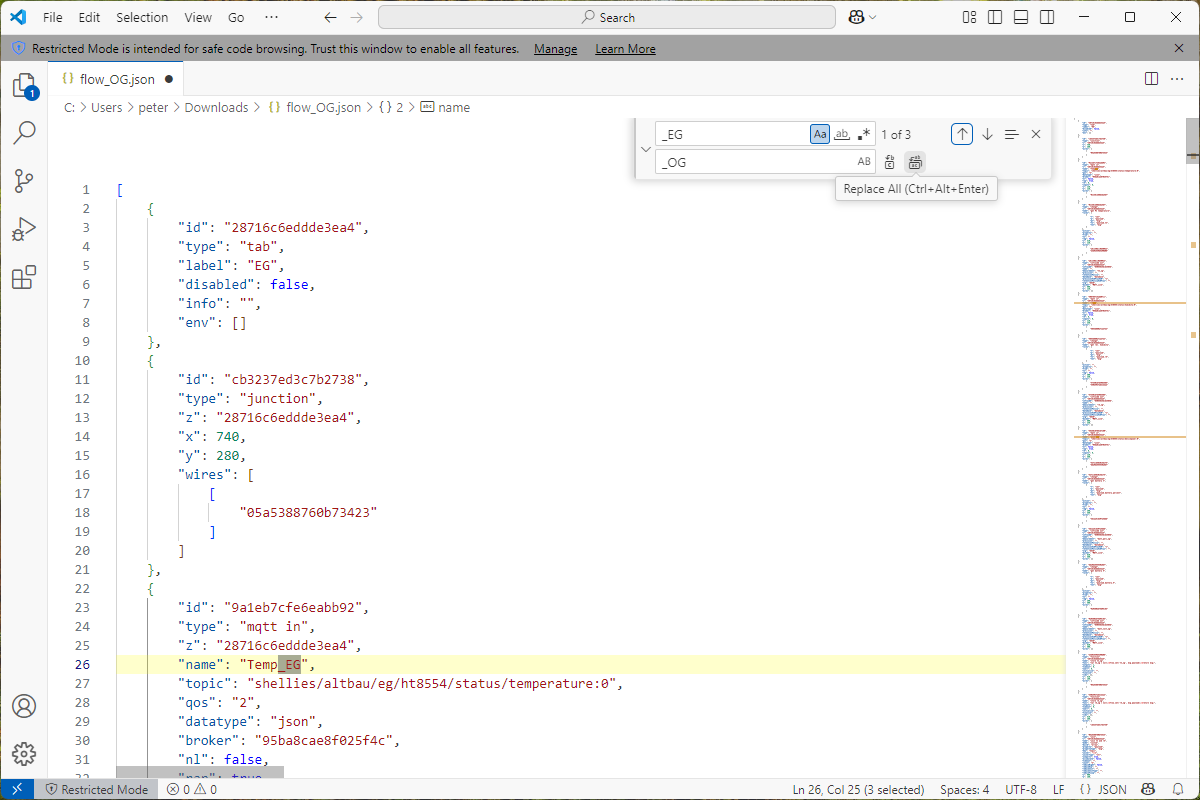 File Edit Selection View Go ··· Search
Restricted Mode is intended for safe code browsing. Trust this window to enable all features. Manage Learn More
{ } flow_OG.json ●
C: > Users > peter > Downloads > { } flow_OG.json > { } 2 > abc name
_EG Aa ab .* 1 of 3
_OG AB
Replace All (Ctrl+Alt+Enter)
1
1 [
2 {
3 "id": "28716c6eddde3ea4",
4 "type": "tab",
5 "label": "EG",
6 "disabled": false,
7 "info": "",
8 "env": []
9 },
10 {
11 "id": "cb3237ed3c7b2738",
12 "type": "junction",
13 "z": "28716c6eddde3ea4",
14 "x": 740,
15 "y": 280,
16 "wires": [
17 [
18 "05a5388760b73423"
19 ]
20 ]
21 },
22 {
23 "id": "9a1eb7cfe6eabb92",
24 "type": "mqtt in",
25 "z": "28716c6eddde3ea4",
26 "name": "Temp_EG",
27 "topic": "shellies/altbau/eg/ht8554/status/temperature:0",
28 "qos": "2",
29 "datatype": "json",
30 "broker": "95ba8cae8f025f4c",
31 "nl": false,
Restricted Mode 0 0 Ln 26, Col 25 (3 selected) Spaces: 4 UTF-8 LF { } JSON